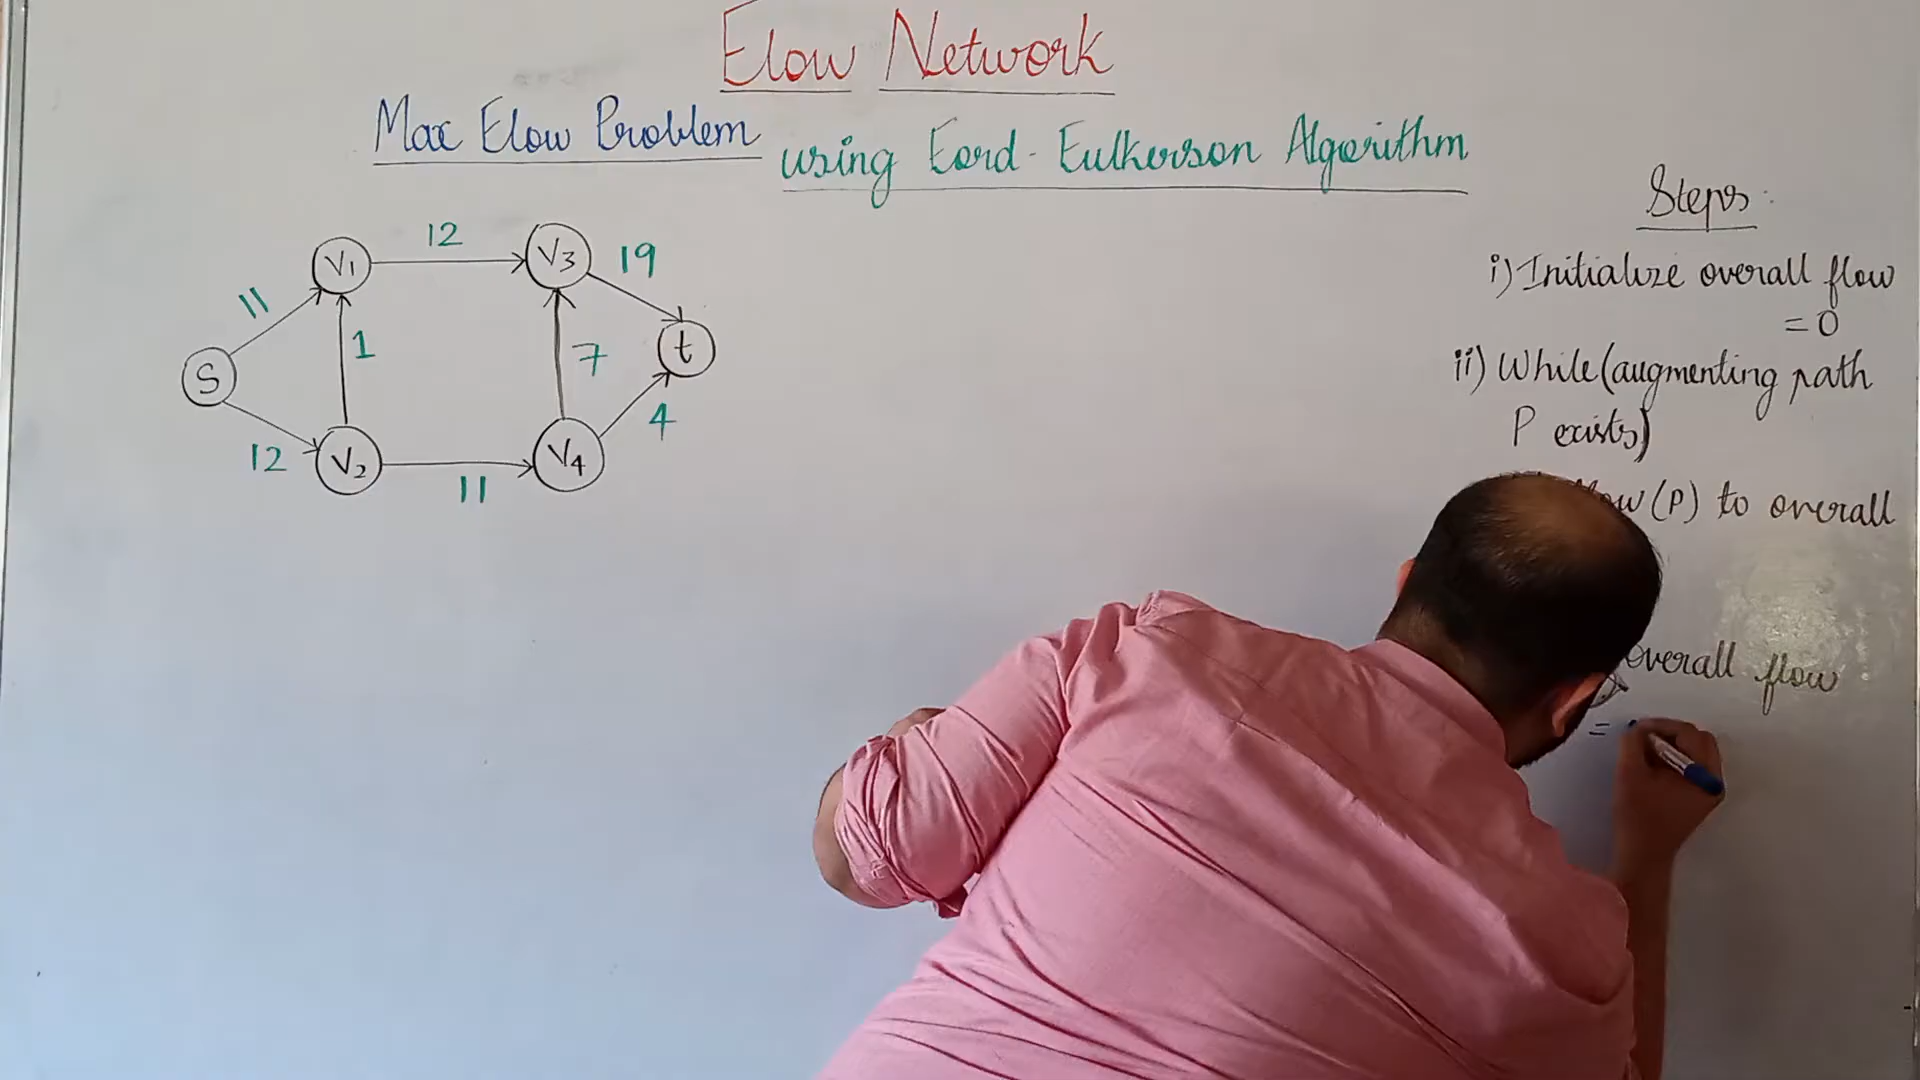 Flow Network
Max Flow Problem using Ford-Fulkerson Algorithm
Steps:
i) Initialize overall flow
= 0
ii) While(augmenting path
P exists)
(P) to overall
overall flow
=
12
V1
V3
19
11
1
7
t
S
4
12
V2
V4
11